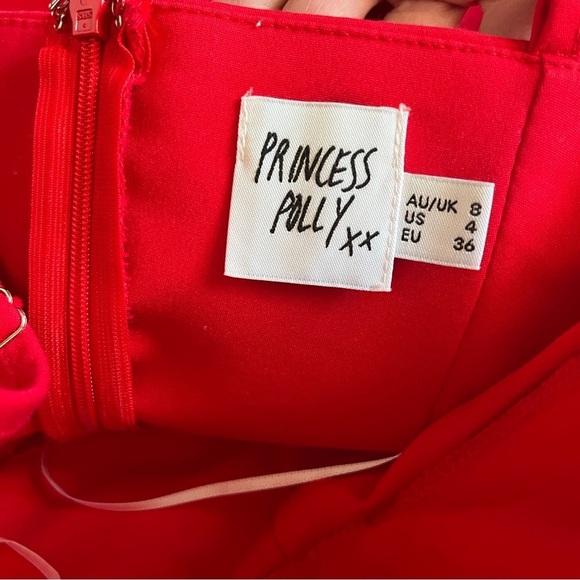 PRINCESS
POLLY
xx
AU/UK 8
US 4
EU 36